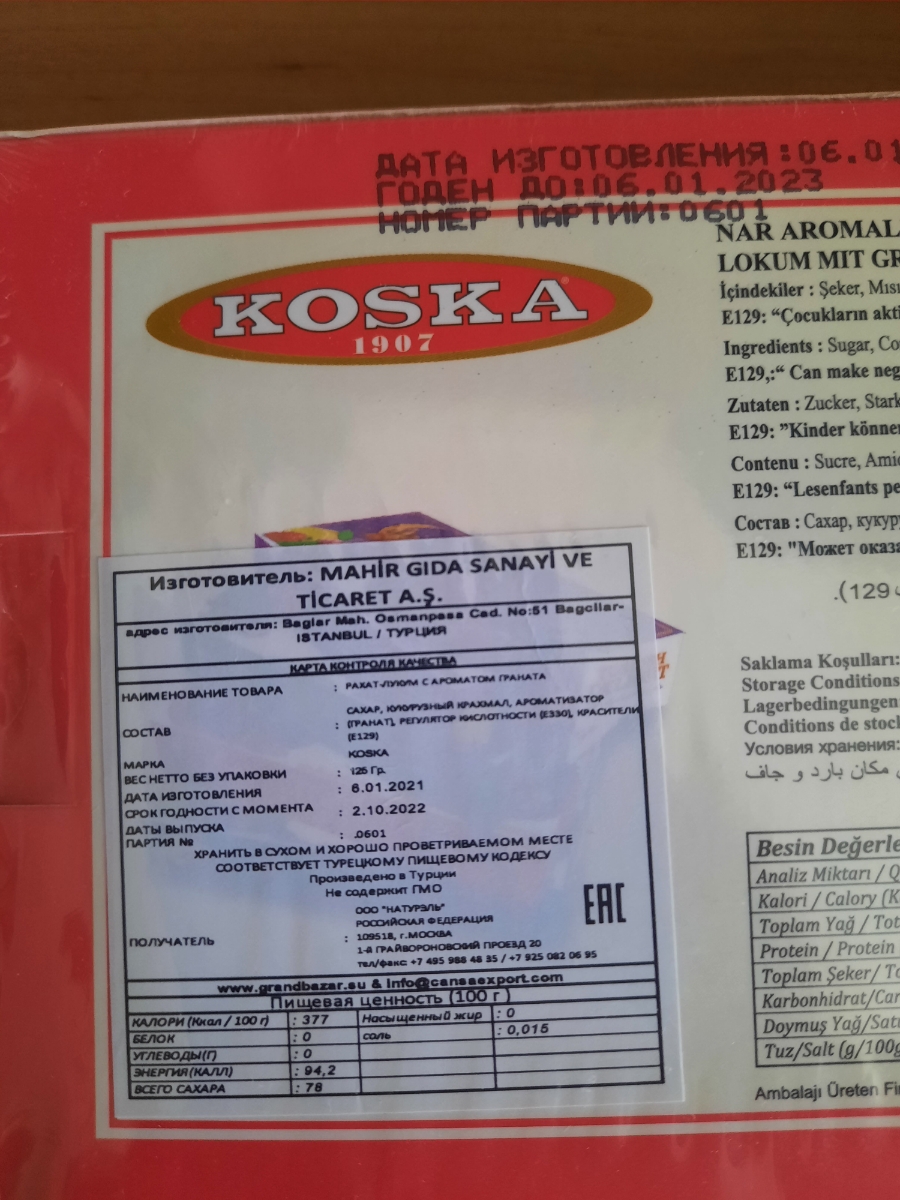 ДАТА ИЗГОТОВЛЕНИЯ:06.01
ГОДЕН ДО:06.01.2023
НОМЕР ПАРТИИ:0601
KOSKA
1907
NAR AROMAL
LOKUM MIT GR
İçindekiler : Şeker, Mısı
E129: “Çocukların akti
Ingredients : Sugar, Co
E129,:“ Can make neg
Zutaten : Zucker, Stark
E129: ”Kinder könne
Contenu : Sucre, Amid
E129: “Lesenfants pe
Состав : Сахар, кукуру
E129: "Может оказа
.(129
Saklama Koşulları:
Storage Conditions
Lagerbedingungen
Conditions de stoc
Условия хранения:
مكان بارد و جاف
Изготовитель: MAHİR GIDA SANAYİ VE
TİCARET A.Ş.
адрес изготовителя: Baglar Mah. Osmanpasa Cad. No:51 Bagcilar-
ISTANBUL / ТУРЦИЯ
КАРТА КОНТРОЛЯ КАЧЕСТВА
НАИМЕНОВАНИЕ ТОВАРА : РАХАТ-ЛУКУМ С АРОМАТОМ ГРАНАТА
СОСТАВ : САХАР, КУКУРУЗНЫЙ КРАХМАЛ, АРОМАТИЗАТОР
(ГРАНАТ), РЕГУЛЯТОР КИСЛОТНОСТИ (E330), КРАСИТЕЛИ
(E129)
МАРКА KOSKA
ВЕС НЕТТО БЕЗ УПАКОВКИ : 125 Гр.
ДАТА ИЗГОТОВЛЕНИЯ : 6.01.2021
СРОК ГОДНОСТИ С МОМЕНТА : 2.10.2022
ДАТЫ ВЫПУСКА
ПАРТИЯ № : .0601
ХРАНИТЬ В СУХОМ И ХОРОШО ПРОВЕТРИВАЕМОМ МЕСТЕ
СООТВЕТСТВУЕТ ТУРЕЦКОМУ ПИЩЕВОМУ КОДЕКСУ
Произведено в Турции
Не содержит ГМО
EAC
ПОЛУЧАТЕЛЬ : ООО "НАТУРЭЛЬ"
РОССИЙСКАЯ ФЕДЕРАЦИЯ
109518, г.МОСКВА
1-й ГРАЙВОРОНОВСКИЙ ПРОЕЗД 20
тел/факс: +7 495 988 48 35 / +7 925 082 06 95
www.grandbazar.su & info@cansaexport.com
Пищевая ценность (100 г )
КАЛОРИ (Ккал / 100 г) : 377 Насыщенный жир : 0
БЕЛОК : 0 соль : 0,015
УГЛЕВОДЫ(Г) : 0
ЭНЕРГИЯ(КАЛЛ) : 94,2
ВСЕГО САХАРА : 78
Besin Değerle
Analiz Miktarı / Q
Kalori / Calory (K
Toplam Yağ / Tot
Protein / Protein
Toplam Şeker/ To
Karbonhidrat/Car
Doymuş Yağ/Satu
Tuz/Salt (g/100g
Ambalajı Üreten Fir